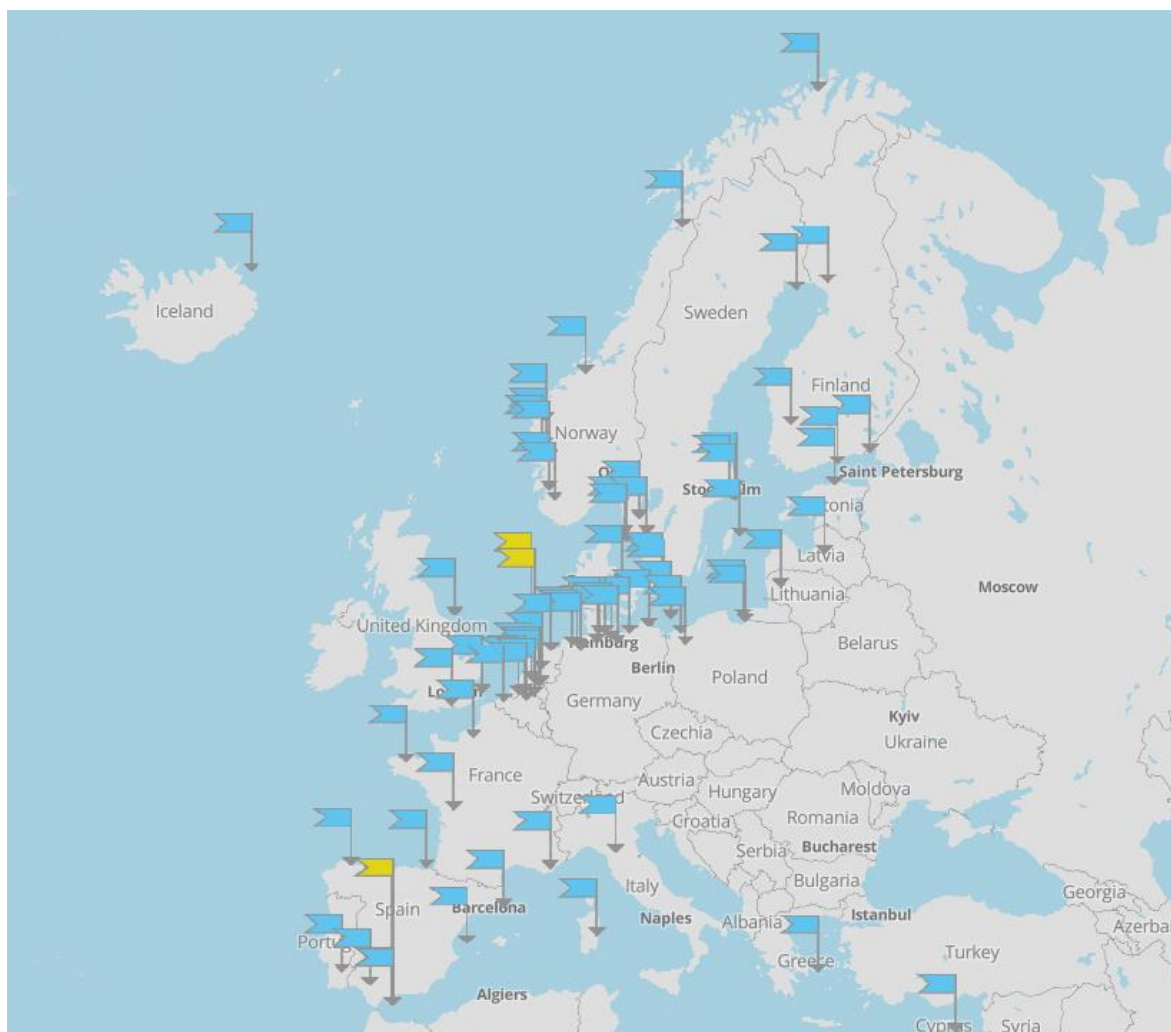 Iceland
Sweden
Finland
Norway
Saint Petersburg
Latvia
Moscow
Lithuania
United Kingdom
Belarus
Berlin
Poland
Germany
Kyiv
Ukraine
Czechia
France
Austria
Hungary
Moldova
Croatia
Romania
Serbia
Bucharest
Bulgaria
Georgia
Italy
Spain
Barcelona
Naples
Albania
Istanbul
Azerba
Turkey
Greece
Algiers
Syria